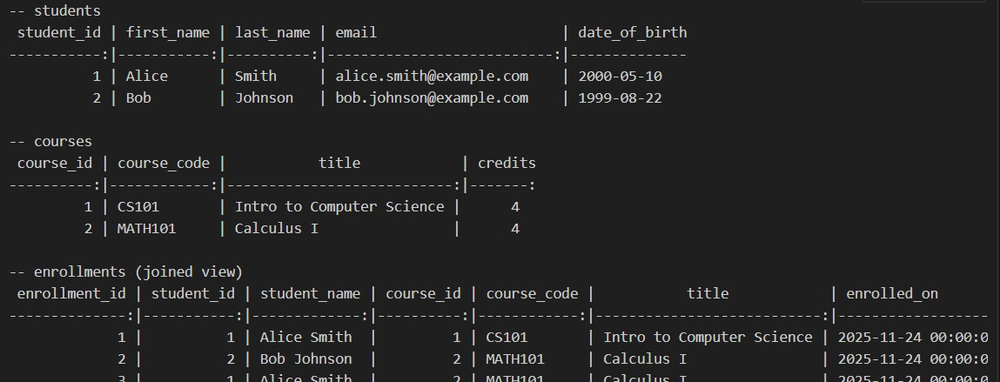 -- students
 student_id | first_name | last_name | email                      | date_of_birth
-----------:|-----------:|----------:|---------------------------:|--------------
          1 | Alice      | Smith     | alice.smith@example.com    | 2000-05-10
          2 | Bob        | Johnson   | bob.johnson@example.com    | 1999-08-22
-- courses
 course_id | course_code |           title            | credits
----------:|------------:|---------------------------:|-------:
         1 | CS101       | Intro to Computer Science |      4
         2 | MATH101     | Calculus I                |      4
-- enrollments (joined view)
 enrollment_id | student_id | student_name | course_id | course_code |           title            | enrolled_on
--------------:|-----------:|-------------:|----------:|------------:|---------------------------:|------------------
             1 |          1 | Alice Smith  |         1 | CS101       | Intro to Computer Science | 2025-11-24 00:00:0
             2 |          2 | Bob Johnson  |         2 | MATH101     | Calculus I                | 2025-11-24 00:00:0
             3 |          1 | Alice Smith  |         2 | MATH101     | Calculus I                | 2025-11-24 00:00:0